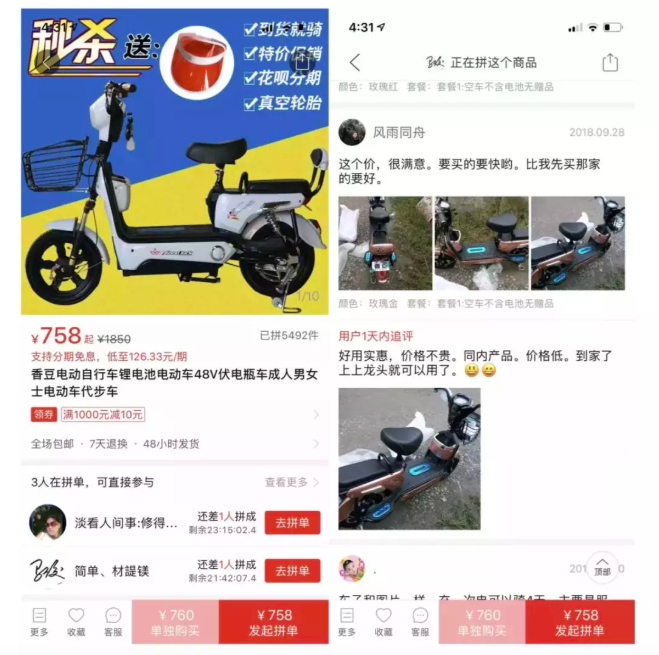 4:31
秒杀
送:
到货就骑
特价促销
花呗分期
真空轮胎
1/10
¥758起 ¥1850
已拼5492件
支持分期免息，低至126.33元/期
香豆电动自行车锂电池电动车48V伏电瓶车成人男女
士电动车代步车
领券 满1000元减10元
全场包邮 · 7天退换 · 48小时发货
3人在拼单，可直接参与
查看更多
淡看人间事:修得...
还差1人拼成
剩余23:15:02.4
去拼单
简单、材諟镁
还差1人拼成
剩余21:42:07.4
去拼单
更多
收藏
客服
¥760
单独购买
¥758
发起拼单
4:31
正在拼这个商品
颜色：玫瑰红 套餐：套餐1:空车不含电池无赠品
风雨同舟
2018.09.28
这个价，很满意。要买的要快哟。比我先买那家
的要好。
颜色：玫瑰金 套餐：套餐1:空车不含电池无赠品
用户1天内追评
好用实惠，价格不贵。同内产品。价格低。到家了
上上龙头就可以用了。😃😀
顶部
更多
收藏
客服
¥760
单独购买
¥758
发起拼单